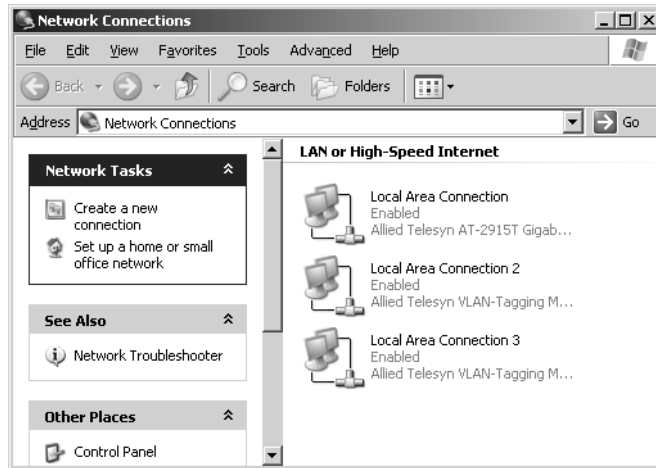 Network Connections
File Edit View Favorites Tools Advanced Help
Back Search Folders
Address Network Connections Go
Network Tasks
Create a new
connection
Set up a home or small
office network
See Also
Network Troubleshooter
Other Places
Control Panel
LAN or High-Speed Internet
Local Area Connection
Enabled
Allied Telesyn AT-2915T Gigab...
Local Area Connection 2
Enabled
Allied Telesyn VLAN-Tagging M...
Local Area Connection 3
Enabled
Allied Telesyn VLAN-Tagging M...